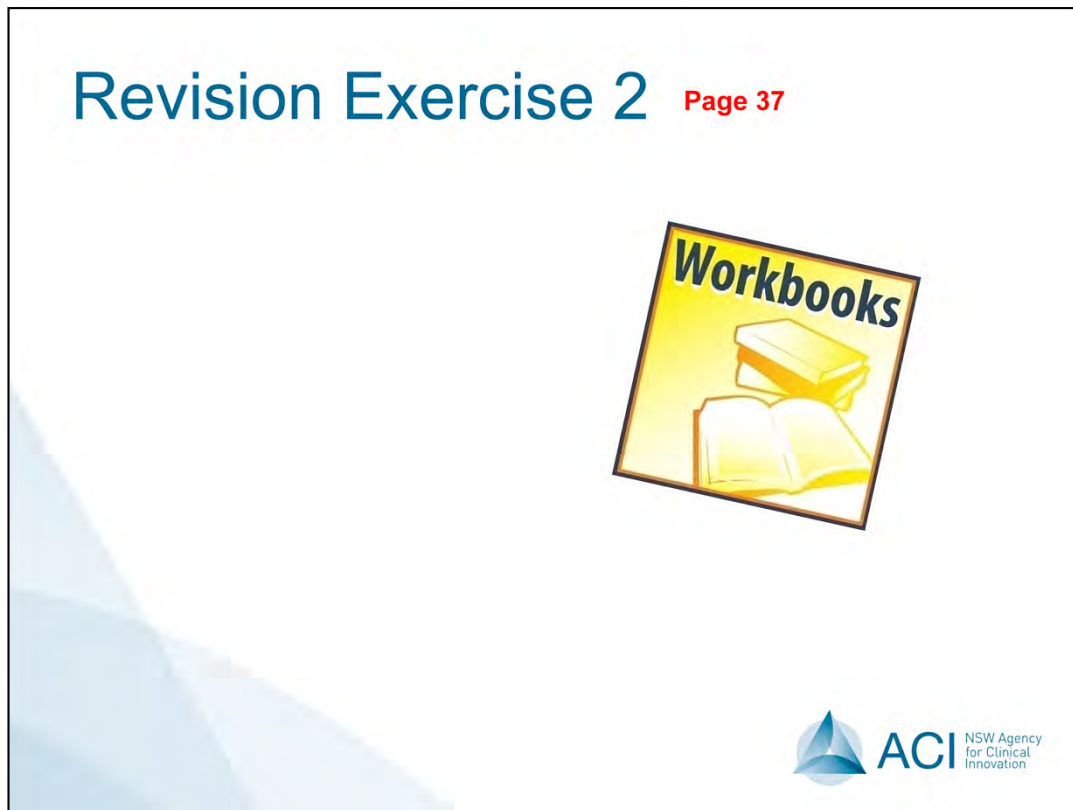 Revision Exercise 2 Page 37
Workbooks
ACI NSW Agency
for Clinical
Innovation